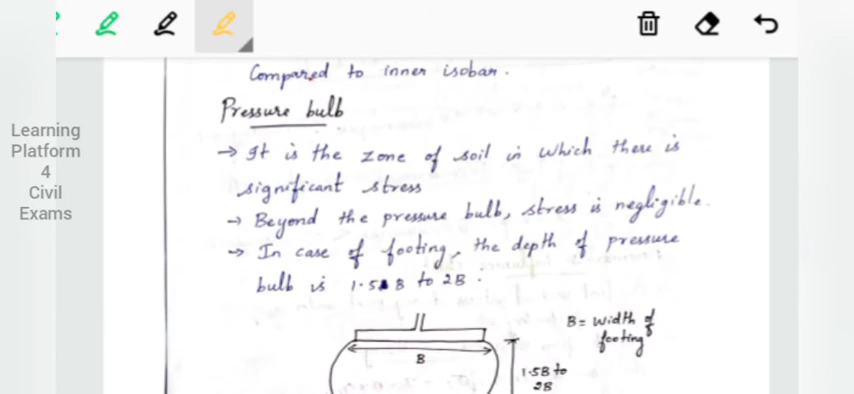 Learning
Platform
4
Civil
Exams
Compared to inner isobar.
Pressure bulb
→ It is the zone of soil in which there is
significant stress
→ Beyond the pressure bulb, stress is negligible.
→ In case of footing, the depth of pressure
bulb is 1.5 B to 2B.
B = width of
footing
B
1.5B to
2B